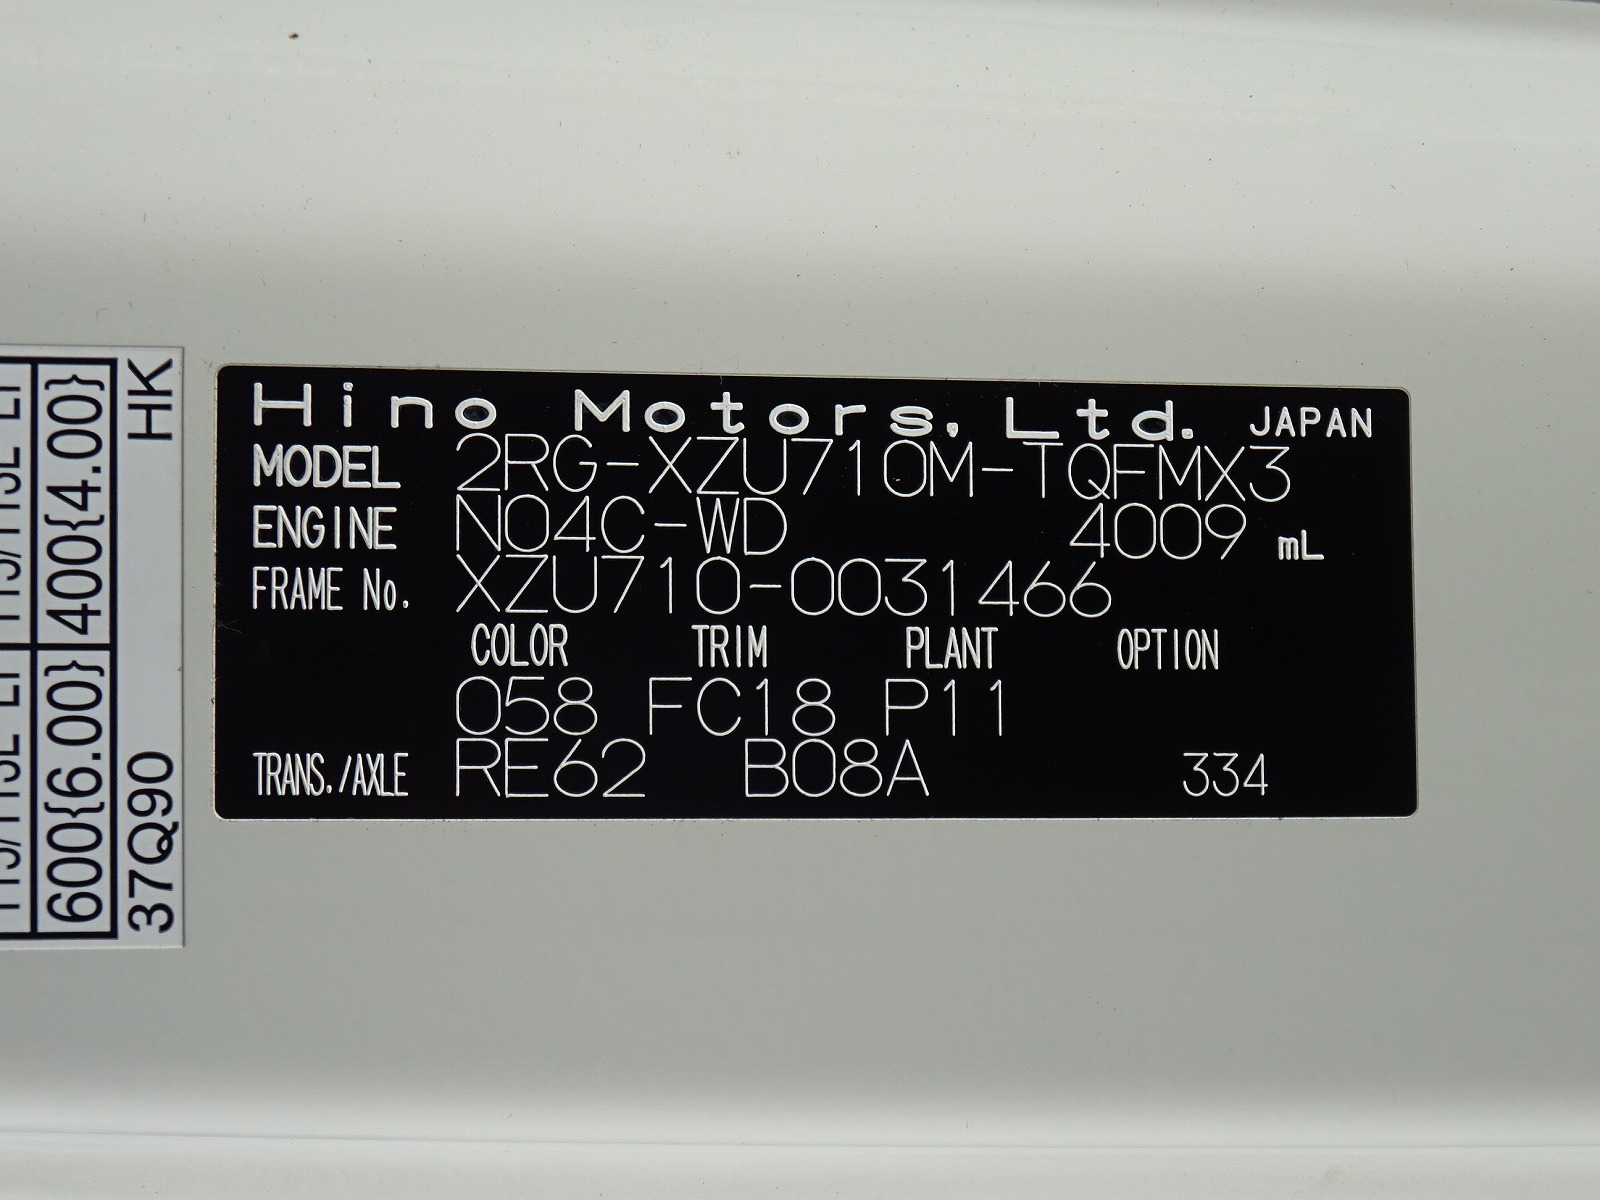 Hino Motors, Ltd. JAPAN
MODEL 2RG-XZU710M-TQFMX3
ENGINE N04C-WD 4009 mL
FRAME No. XZU710-0031466
COLOR TRIM PLANT OPTION
058 FC18 P11
TRANS./AXLE RE62 B08A 334
600{6.00} 400{4.00}
37Q90 HK